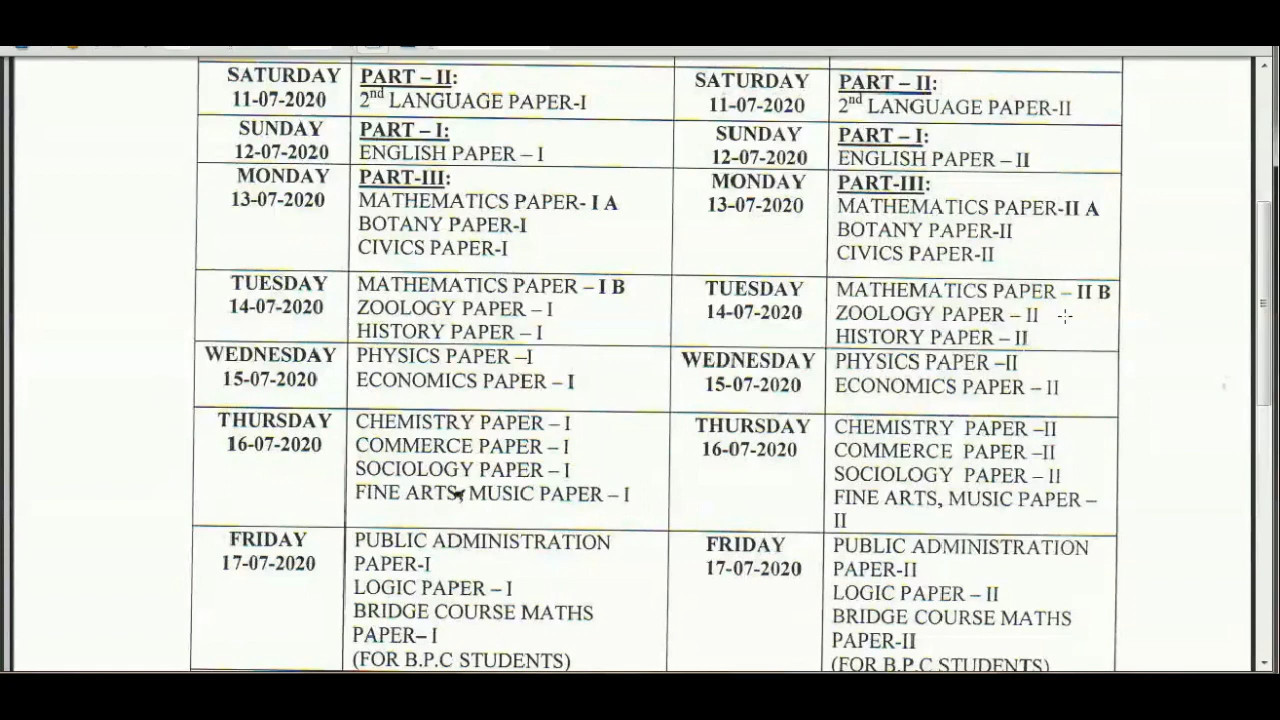 SATURDAY
11-07-2020
PART – II:
2nd LANGUAGE PAPER-I
SATURDAY
11-07-2020
PART – II:
2nd LANGUAGE PAPER-II
SUNDAY
12-07-2020
PART – I:
ENGLISH PAPER – I
SUNDAY
12-07-2020
PART – I:
ENGLISH PAPER – II
MONDAY
13-07-2020
PART-III:
MATHEMATICS PAPER- I A
BOTANY PAPER-I
CIVICS PAPER-I
MONDAY
13-07-2020
PART-III:
MATHEMATICS PAPER-II A
BOTANY PAPER-II
CIVICS PAPER-II
TUESDAY
14-07-2020
MATHEMATICS PAPER – I B
ZOOLOGY PAPER – I
HISTORY PAPER – I
TUESDAY
14-07-2020
MATHEMATICS PAPER – II B
ZOOLOGY PAPER – II
HISTORY PAPER – II
WEDNESDAY
15-07-2020
PHYSICS PAPER –I
ECONOMICS PAPER – I
WEDNESDAY
15-07-2020
PHYSICS PAPER –II
ECONOMICS PAPER – II
THURSDAY
16-07-2020
CHEMISTRY PAPER – I
COMMERCE PAPER – I
SOCIOLOGY PAPER – I
FINE ARTS, MUSIC PAPER – I
THURSDAY
16-07-2020
CHEMISTRY PAPER –II
COMMERCE PAPER –II
SOCIOLOGY PAPER – II
FINE ARTS, MUSIC PAPER –
II
FRIDAY
17-07-2020
PUBLIC ADMINISTRATION
PAPER-I
LOGIC PAPER – I
BRIDGE COURSE MATHS
PAPER– I
(FOR B.P.C STUDENTS)
FRIDAY
17-07-2020
PUBLIC ADMINISTRATION
PAPER-II
LOGIC PAPER – II
BRIDGE COURSE MATHS
PAPER-II
(FOR B.P.C STUDENTS)